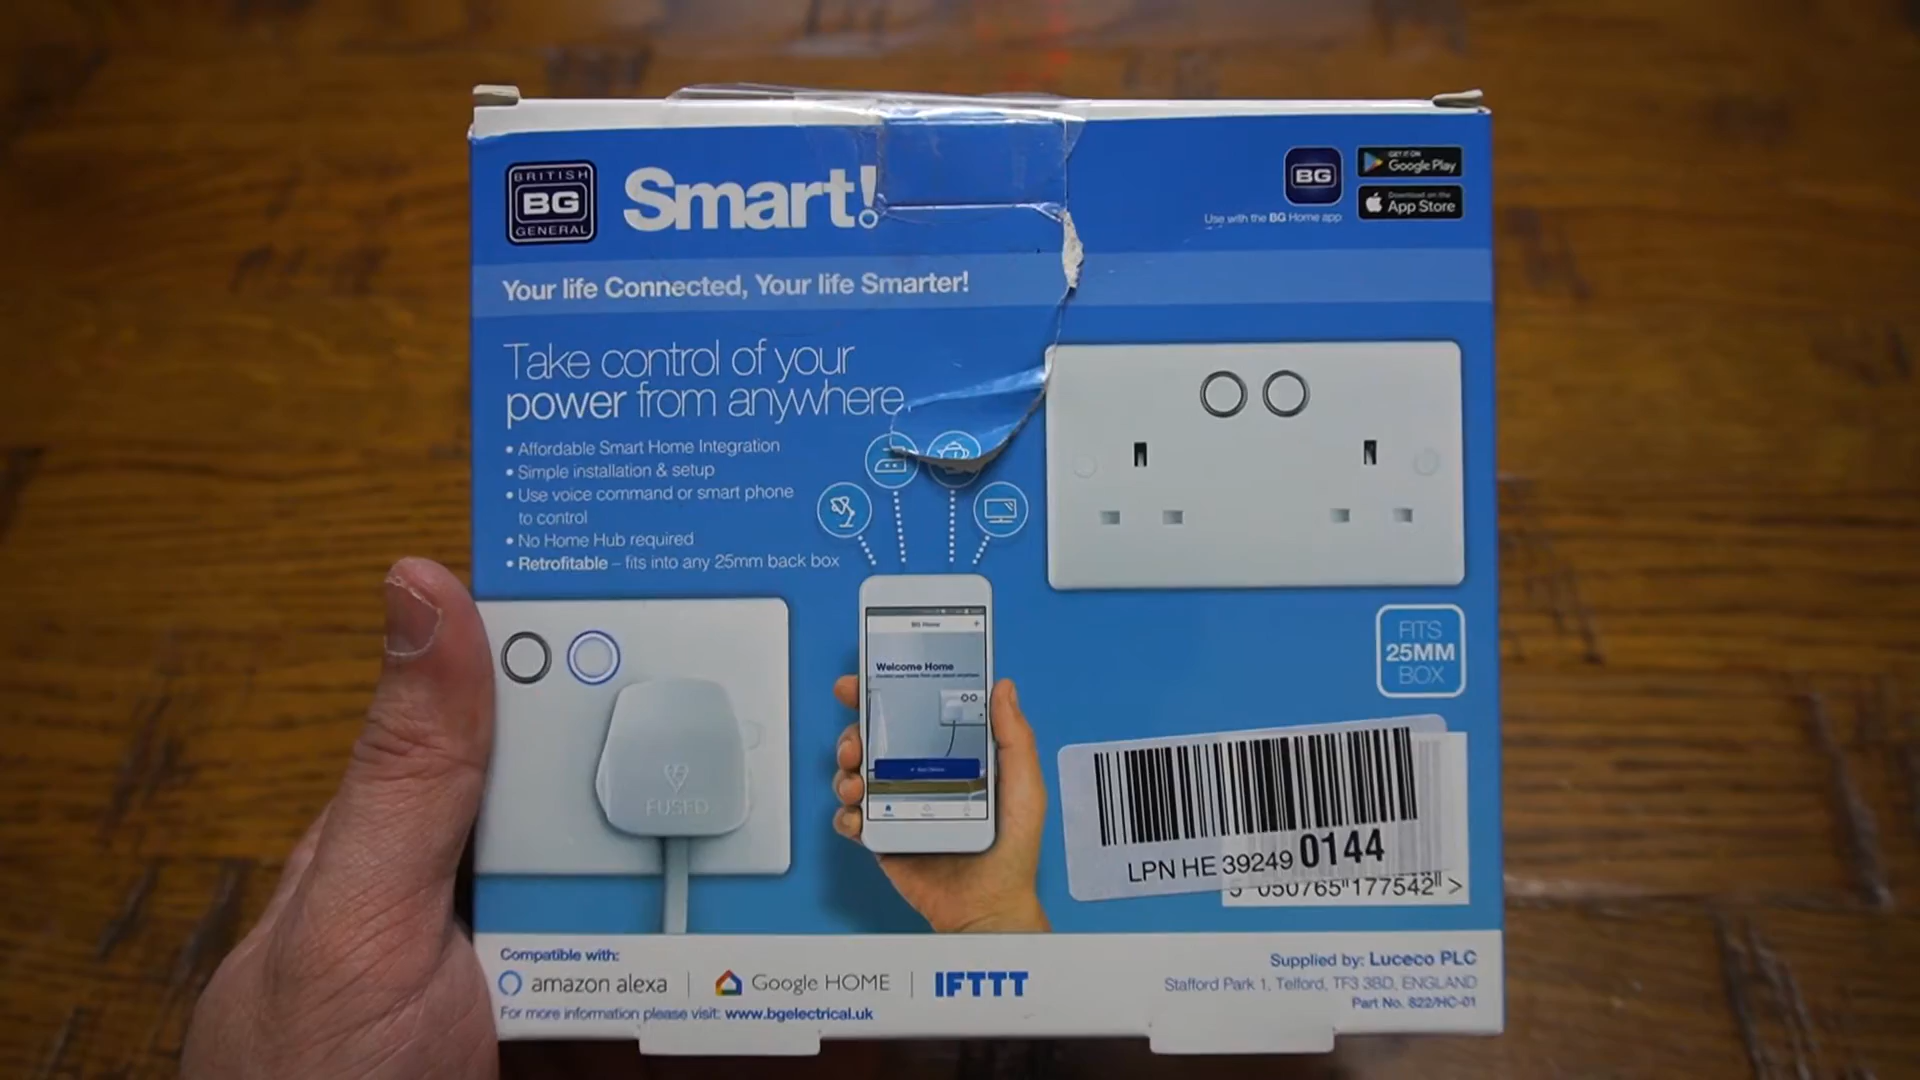 BRITISH
BG
GENERAL
Smart!
BG
GET IT ON
Google Play
Download on the
App Store
Use with the BG Home app
Your life Connected, Your life Smarter!
Take control of your
power from anywhere
• Affordable Smart Home Integration
• Simple installation & setup
• Use voice command or smart phone
to control
• No Home Hub required
• Retrofitable – fits into any 25mm back box
FITS
25MM
BOX
BG Home
Welcome Home
FUSED
LPN HE 392490144
5 050765 177542 >
Compatible with:
amazon alexa | Google HOME | IFTTT
For more information please visit: www.bgelectrical.uk
Supplied by: Luceco PLC
Stafford Park 1, Telford, TF3 3BD, ENGLAND
Part No. 822/HC-01